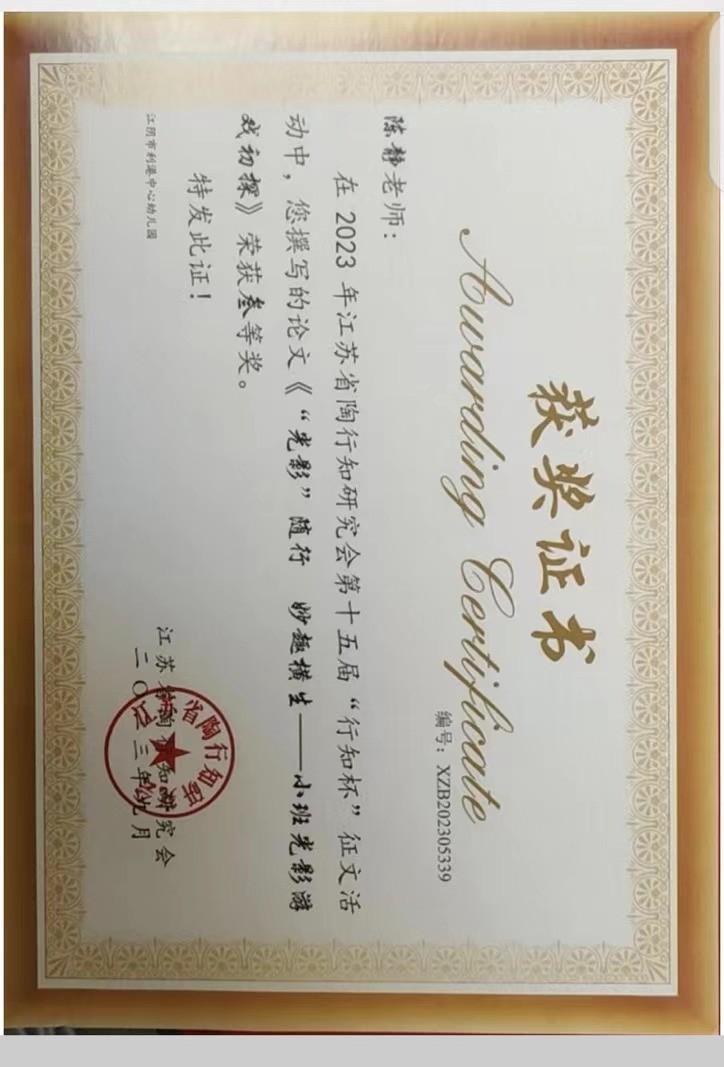 获奖证书
Awarding Certificate
编号：XZB202305339
陈静老师：
在 2023 年江苏省陶行知研究会第十五届“行知杯”征文活
动中，您撰写的论文《“光影”随行 妙趣横生——小班光影游
戏初探》荣获叁等奖。
特发此证！
江阴市利港中心幼儿园
江苏省陶行知研究会
二〇二三年九月